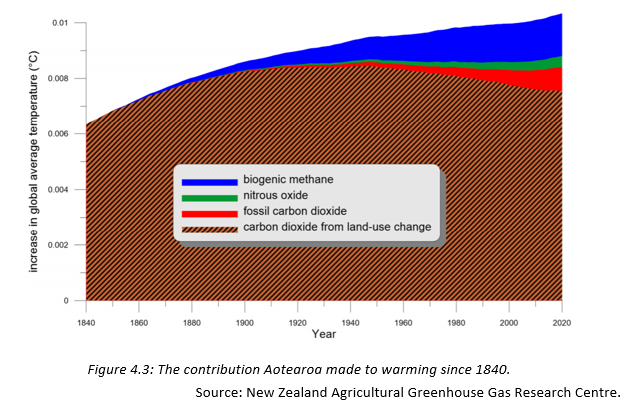 0.01
0.008
0.006
0.004
0.002
0
increase in global average temperature (°C)
biogenic methane
nitrous oxide
fossil carbon dioxide
carbon dioxide from land-use change
1840 1860 1880 1900 1920 1940 1960 1980 2000 2020
Year
Figure 4.3: The contribution Aotearoa made to warming since 1840.
Source: New Zealand Agricultural Greenhouse Gas Research Centre.